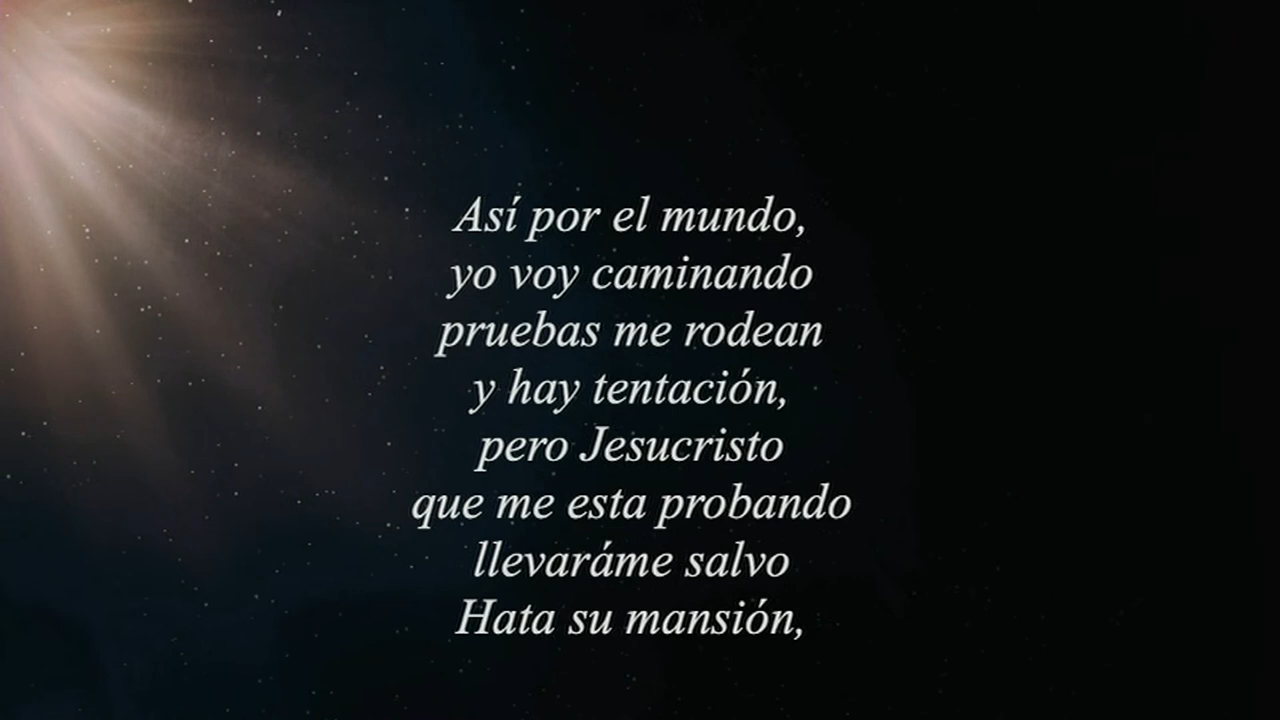 Así por el mundo,
yo voy caminando
pruebas me rodean
y hay tentación,
pero Jesucristo
que me esta probando
llevaráme salvo
Hata su mansión,